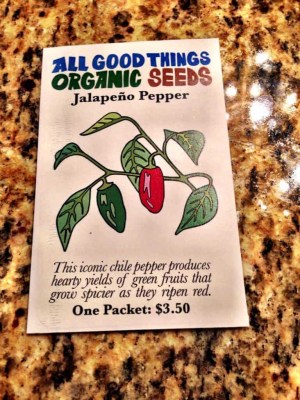 ALL GOOD THINGS
ORGANIC SEEDS
Jalapeño Pepper
This iconic chile pepper produces
hearty yields of green fruits that
grow spicier as they ripen red.
One Packet: $3.50